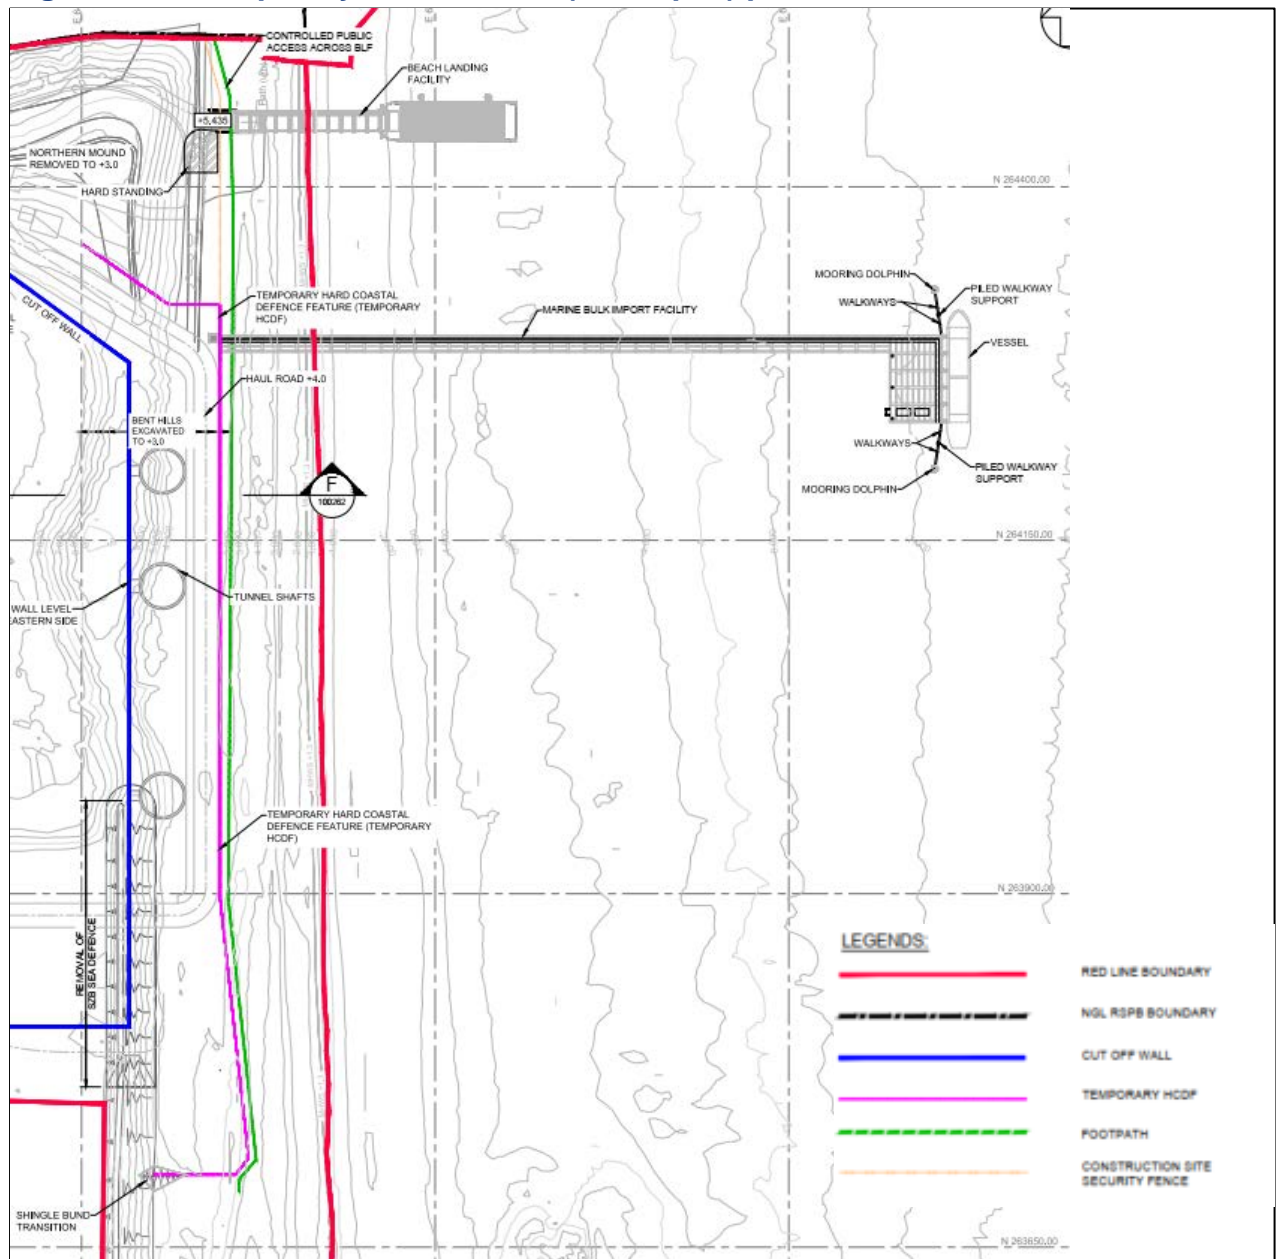 CONTROLLED PUBLIC
ACCESS ACROSS BLF
BEACH LANDING
FACILITY
+5.435
NORTHERN MOUND
REMOVED TO +3.0
HARD STANDING
N 264400.00
MOORING DOLPHIN
WALKWAYS
PILED WALKWAY
SUPPORT
TEMPORARY HARD COASTAL
DEFENCE FEATURE (TEMPORARY
HCDF)
MARINE BULK IMPORT FACILITY
VESSEL
CUT OFF WALL
HAUL ROAD +4.0
BENT HILLS
EXCAVATED
TO +3.0
WALKWAYS
PILED WALKWAY
SUPPORT
MOORING DOLPHIN
F
100262
N 264150.00
TUNNEL SHAFTS
WALL LEVEL
ASTERN SIDE
TEMPORARY HARD COASTAL
DEFENCE FEATURE (TEMPORARY
HCDF)
N 263900.00
REMOVAL OF
SZB SEA DEFENCE
LEGENDS:
RED LINE BOUNDARY
NGL RSPB BOUNDARY
CUT OFF WALL
TEMPORARY HCDF
FOOTPATH
CONSTRUCTION SITE
SECURITY FENCE
SHINGLE BUND
TRANSITION
N 263650.00